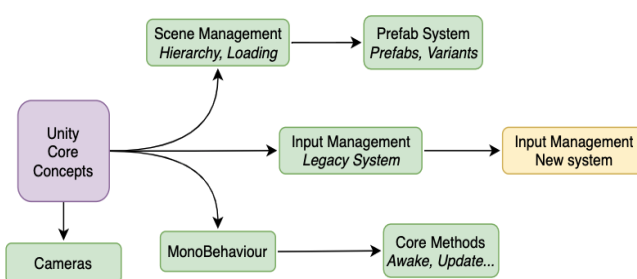 Scene Management
Hierarchy, Loading
Prefab System
Prefabs, Variants
Unity
Core
Concepts
Input Management
Legacy System
Input Management
New system
MonoBehaviour
Core Methods
Awake, Update...
Cameras